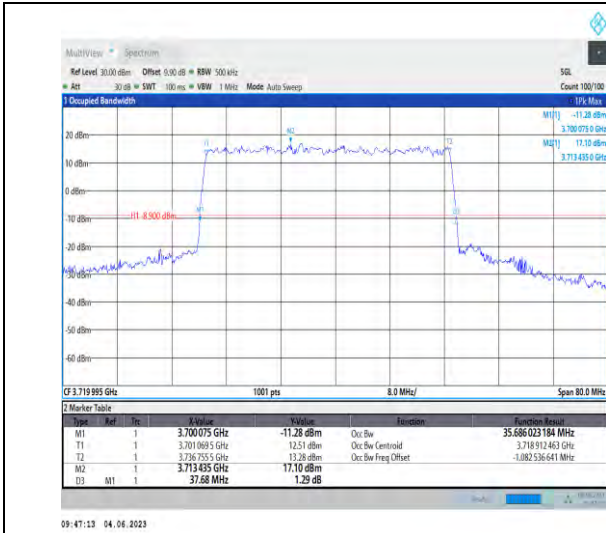 MultiView Spectrum
Ref Level 30.00 dBm Offset 9.90 dB RBW 500 kHz SGL
Att 30 dB SWT 100 ms VBW 1 MHz Mode Auto Sweep Count 100/100
1 Occupied Bandwidth 1Pk Max
M1[1] -11.28 dBm
3.700 075 0 GHz
M2[1] 17.10 dBm
3.713 435 0 GHz
20 dBm
T1
M2
T2
10 dBm
0 dBm
-10 dBm
H1 -8.900 dBm
M1
D3
-20 dBm
-30 dBm
-40 dBm
-50 dBm
-60 dBm
CF 3.719 995 GHz 1001 pts 8.0 MHz/ Span 80.0 MHz
2 Marker Table
Type Ref Trc X-Value Y-Value Function Function Result
M1 1 3.700 075 GHz -11.28 dBm Occ Bw 35.686 023 184 MHz
T1 1 3.701 069 5 GHz 12.51 dBm Occ Bw Centroid 3.718 912 463 GHz
T2 1 3.736 755 5 GHz 13.28 dBm Occ Bw Freq Offset -1.082 536 641 MHz
M2 1 3.713 435 GHz 17.10 dBm
D3 M1 1 37.68 MHz 1.29 dB
09:47:13 04.06.2023